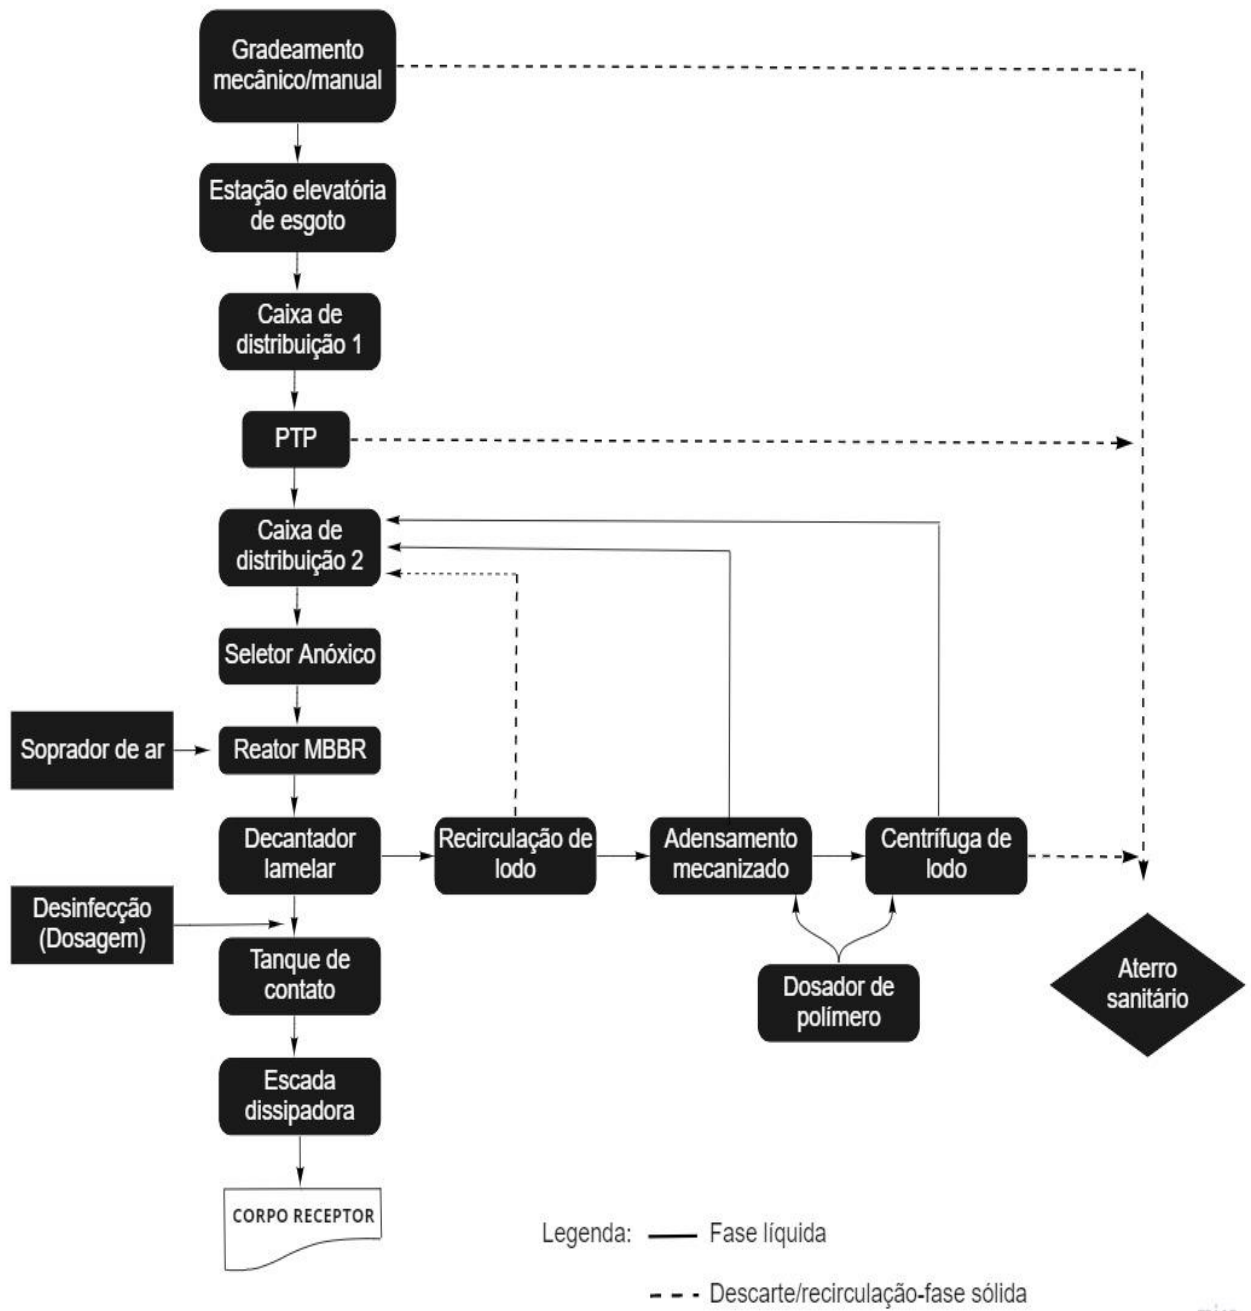 Gradeamento
mecânico/manual
Estação elevatória
de esgoto
Caixa de
distribuição 1
PTP
Caixa de
distribuição 2
Seletor Anóxico
Soprador de ar
Reator MBBR
Decantador
lamelar
Recirculação de
lodo
Adensamento
mecanizado
Centrífuga de
lodo
Desinfecção
(Dosagem)
Tanque de
contato
Dosador de
polímero
Aterro
sanitário
Escada
dissipadora
CORPO RECEPTOR
Legenda: Fase líquida
Descarte/recirculação-fase sólida